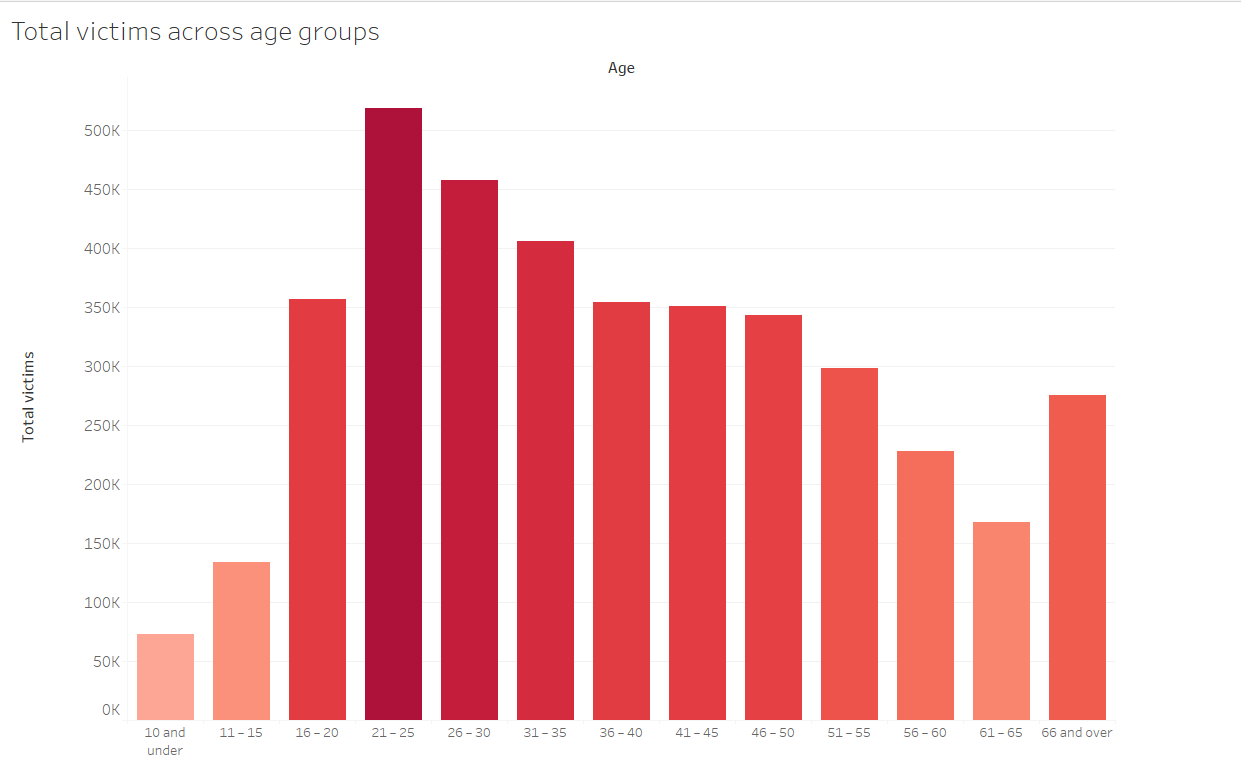 Total victims across age groups
Age
500K
450K
400K
350K
300K
250K
200K
150K
100K
50K
0K
Total victims
10 and
under
11 – 15
16 – 20
21 – 25
26 – 30
31 – 35
36 – 40
41 – 45
46 – 50
51 – 55
56 – 60
61 – 65
66 and over